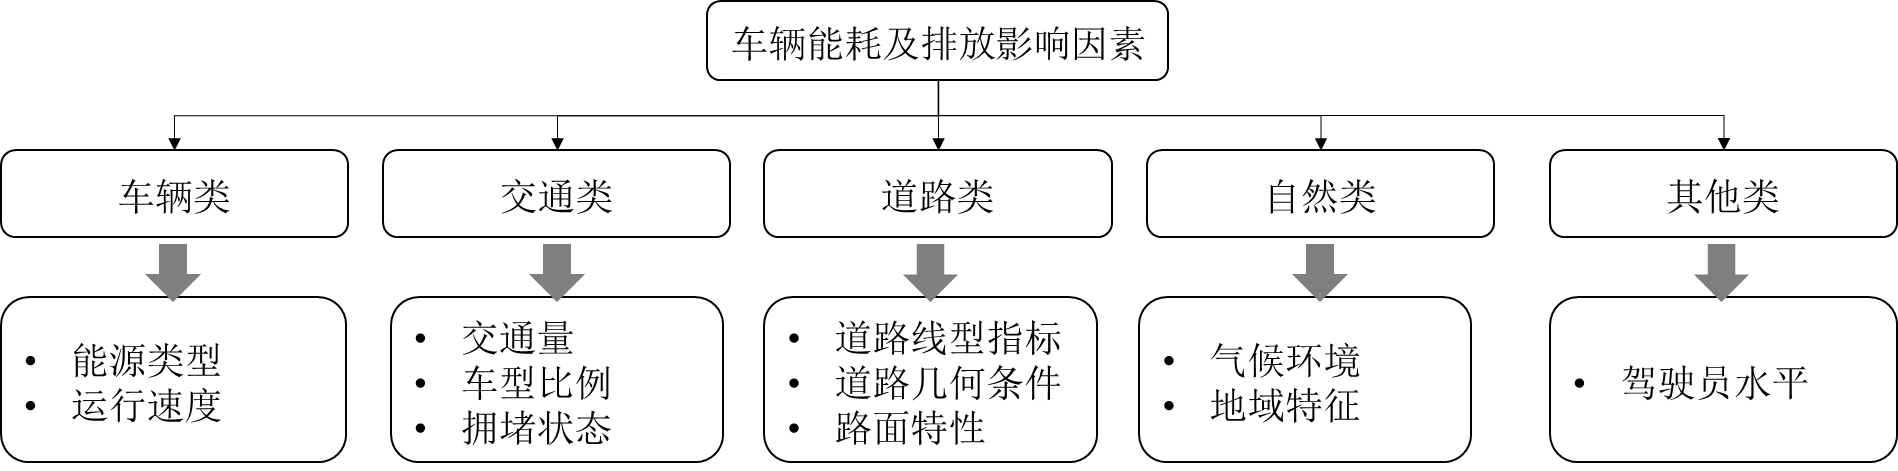 车辆能耗及排放影响因素
车辆类
交通类
道路类
自然类
其他类
• 能源类型
• 运行速度
• 交通量
• 车型比例
• 拥堵状态
• 道路线型指标
• 道路几何条件
• 路面特性
• 气候环境
• 地域特征
• 驾驶员水平